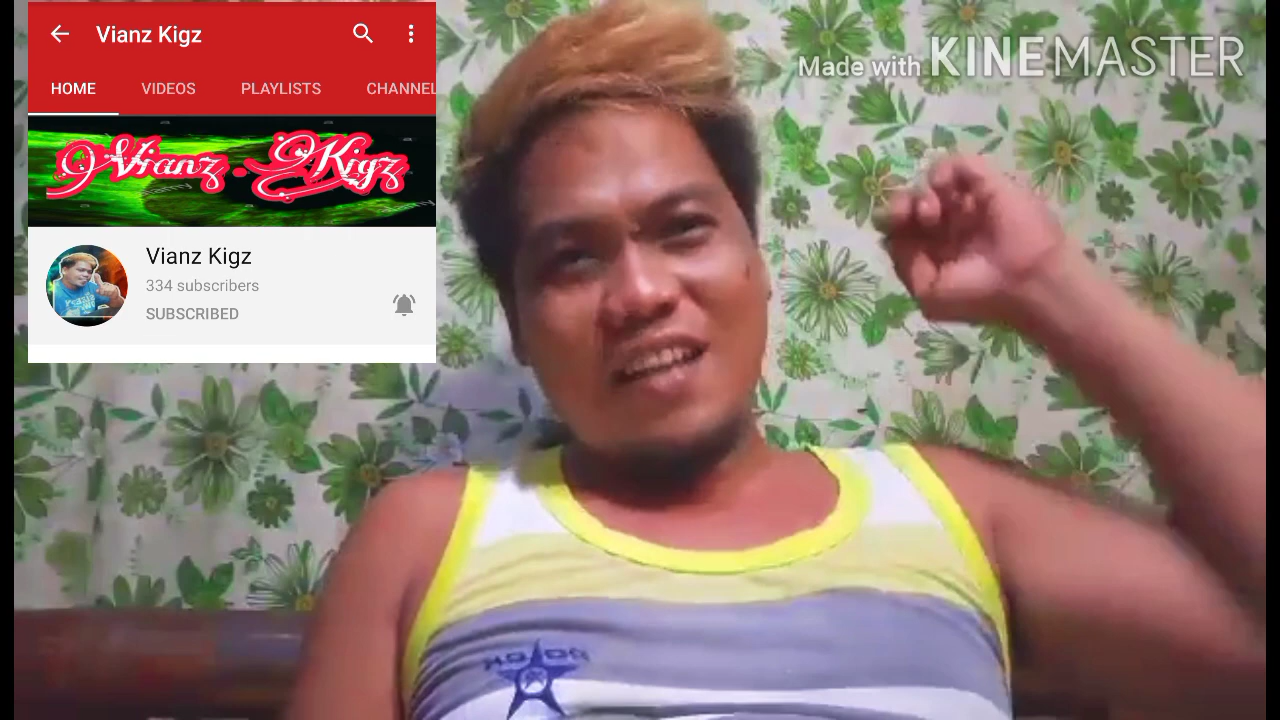 Vianz Kigz
HOME VIDEOS PLAYLISTS CHANNEL
Vianz.Kigz
Vianz Kigz
334 subscribers
SUBSCRIBED
Made with KINEMASTER